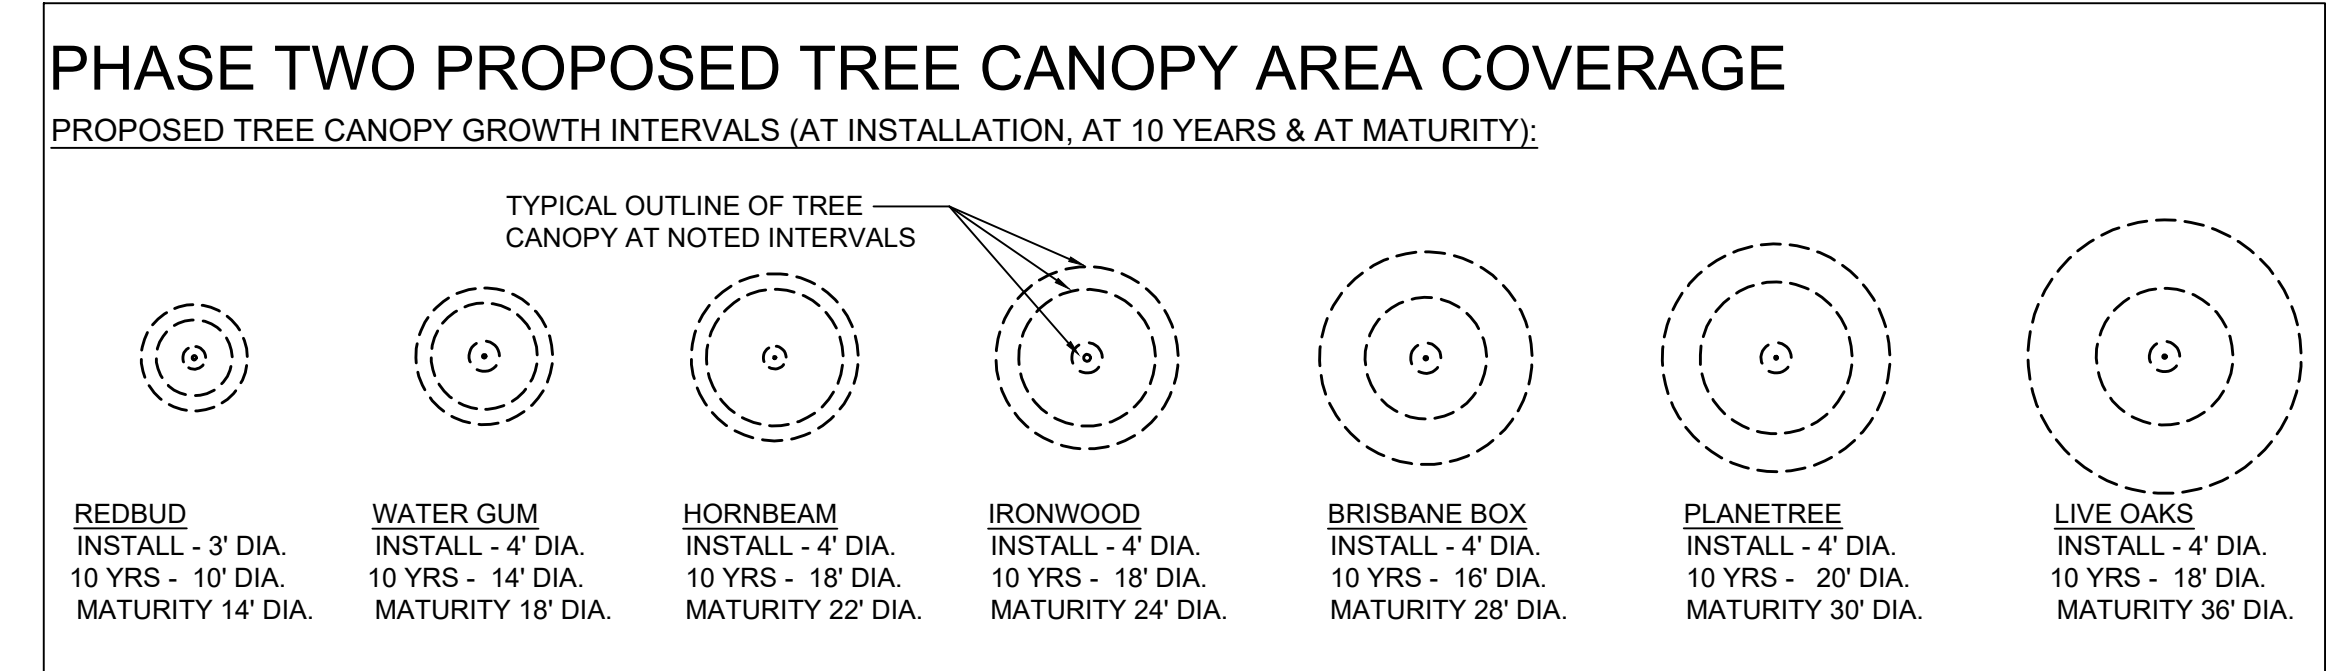 PHASE TWO PROPOSED TREE CANOPY AREA COVERAGE
PROPOSED TREE CANOPY GROWTH INTERVALS (AT INSTALLATION, AT 10 YEARS & AT MATURITY):
TYPICAL OUTLINE OF TREE
CANOPY AT NOTED INTERVALS
REDBUD
INSTALL - 3' DIA.
10 YRS - 10' DIA.
MATURITY 14' DIA.
WATER GUM
INSTALL - 4' DIA.
10 YRS - 14' DIA.
MATURITY 18' DIA.
HORNBEAM
INSTALL - 4' DIA.
10 YRS - 18' DIA.
MATURITY 22' DIA.
IRONWOOD
INSTALL - 4' DIA.
10 YRS - 18' DIA.
MATURITY 24' DIA.
BRISBANE BOX
INSTALL - 4' DIA.
10 YRS - 16' DIA.
MATURITY 28' DIA.
PLANETREE
INSTALL - 4' DIA.
10 YRS - 20' DIA.
MATURITY 30' DIA.
LIVE OAKS
INSTALL - 4' DIA.
10 YRS - 18' DIA.
MATURITY 36' DIA.